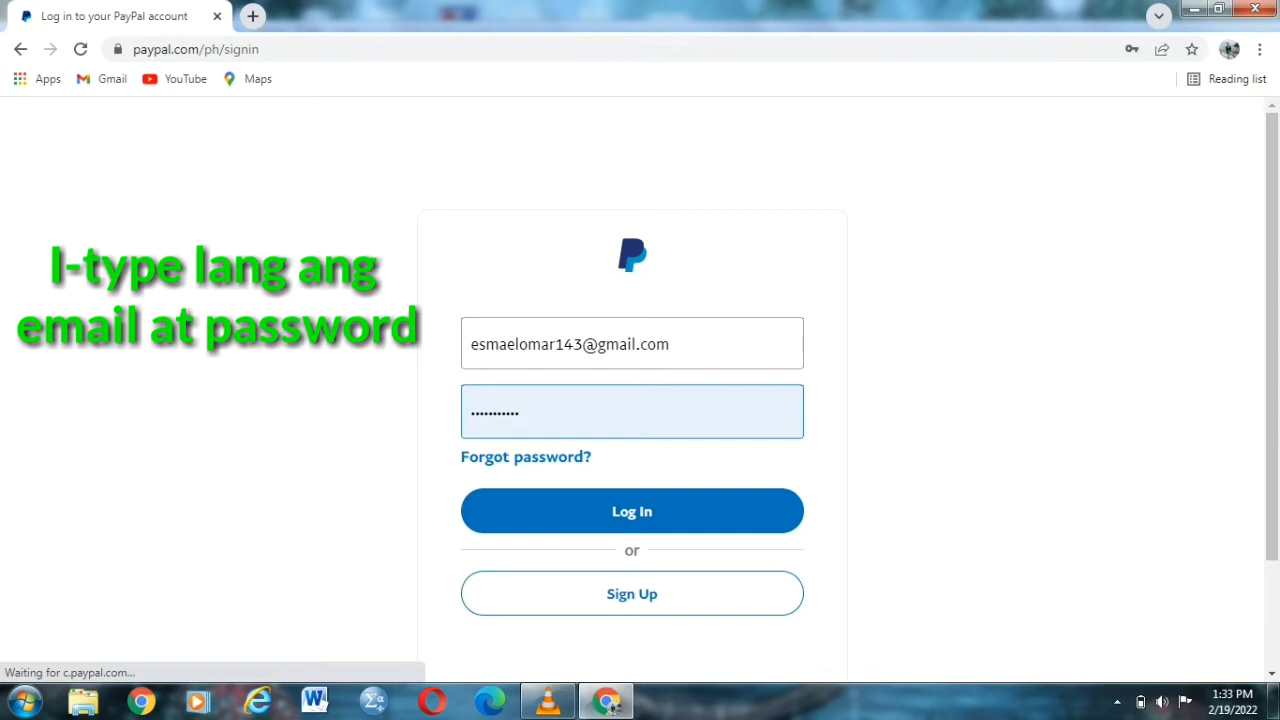 Log in to your PayPal account
paypal.com/ph/signin
Apps
Gmail
YouTube
Maps
Reading list
I-type lang ang
email at password
esmaelomar143@gmail.com
•••••••••••
Forgot password?
Log In
or
Sign Up
Waiting for c.paypal.com...
1:33 PM
2/19/2022